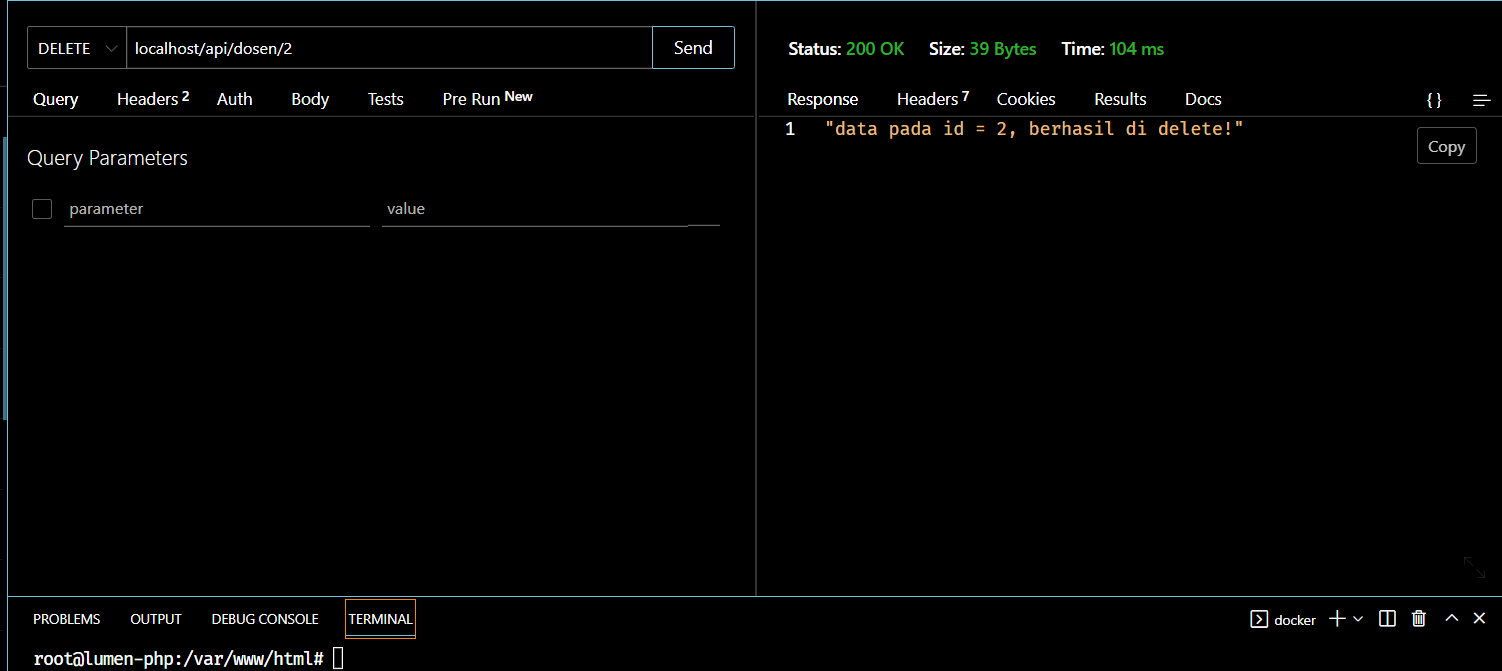 DELETE localhost/api/dosen/2 Send
Query Headers 2 Auth Body Tests Pre Run New
Query Parameters
parameter value
Status: 200 OK Size: 39 Bytes Time: 104 ms
Response Headers 7 Cookies Results Docs {}
1 "data pada id = 2, berhasil di delete!"
Copy
PROBLEMS OUTPUT DEBUG CONSOLE TERMINAL docker
root@lumen-php:/var/www/html#